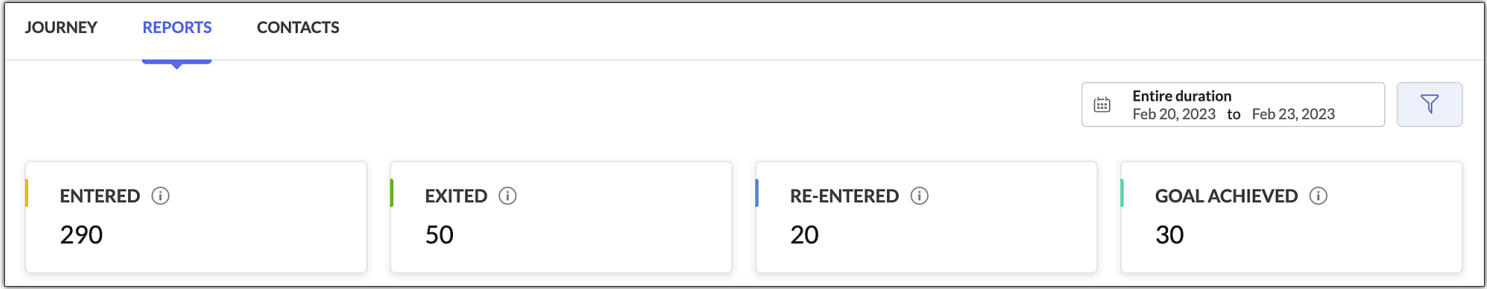 JOURNEY REPORTS CONTACTS
Entire duration
Feb 20, 2023 to Feb 23, 2023
ENTERED EXITED RE-ENTERED GOAL ACHIEVED
290 50 20 30